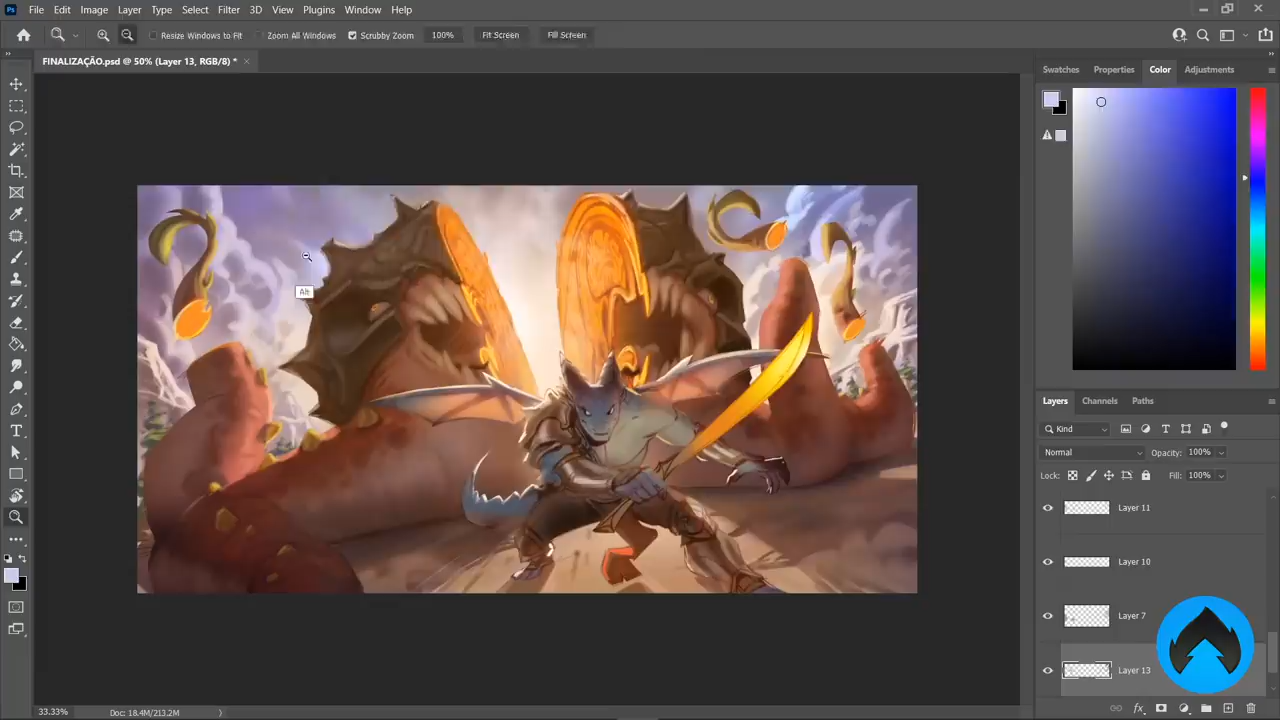 Ps File Edit Image Layer Type Select Filter 3D View Plugins Window Help
Resize Windows to Fit Zoom All Windows Scrubby Zoom 100% Fit Screen Fill Screen
FINALIZAÇÃO.psd @ 50% (Layer 13, RGB/8) *
Swatches Properties Color Adjustments
Alt
Layers Channels Paths
Kind
Normal Opacity: 100%
Lock: Fill: 100%
Layer 11
Layer 10
Layer 7
Layer 13
33.33% Doc: 18.4M/213.2M